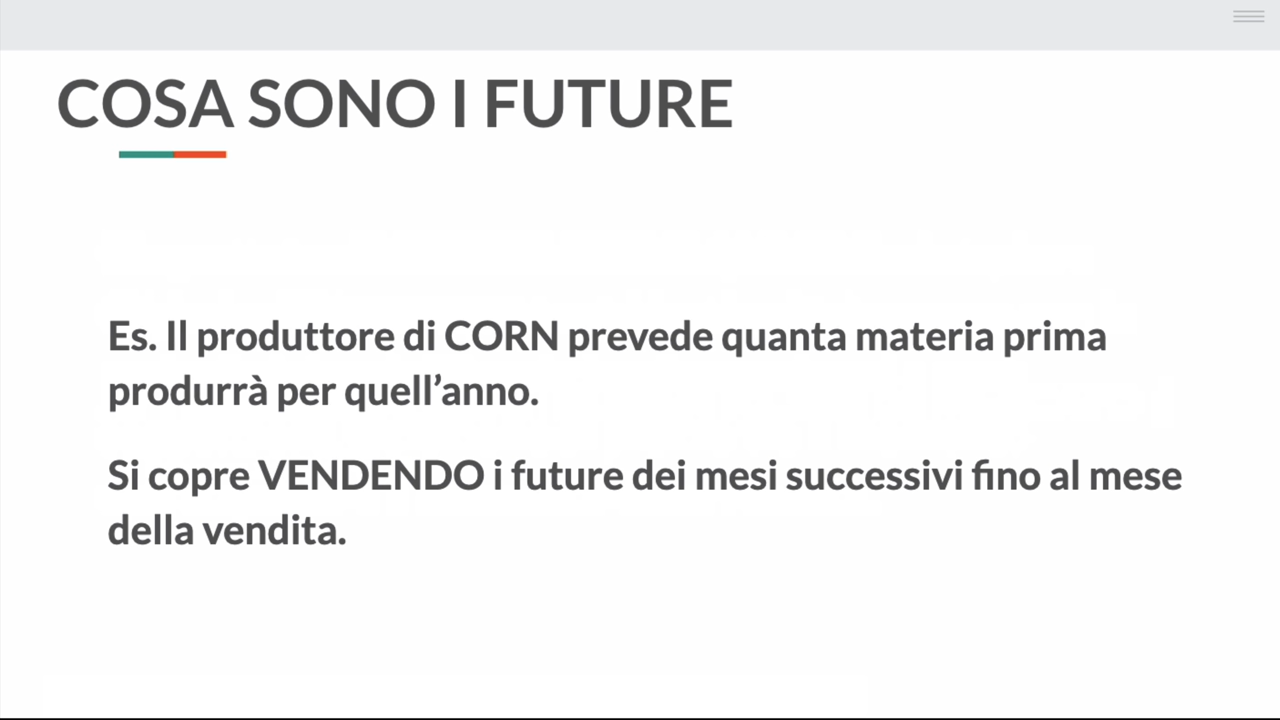 COSA SONO I FUTURE
Es. Il produttore di CORN prevede quanta materia prima
produrrà per quell’anno.
Si copre VENDENDO i future dei mesi successivi fino al mese
della vendita.